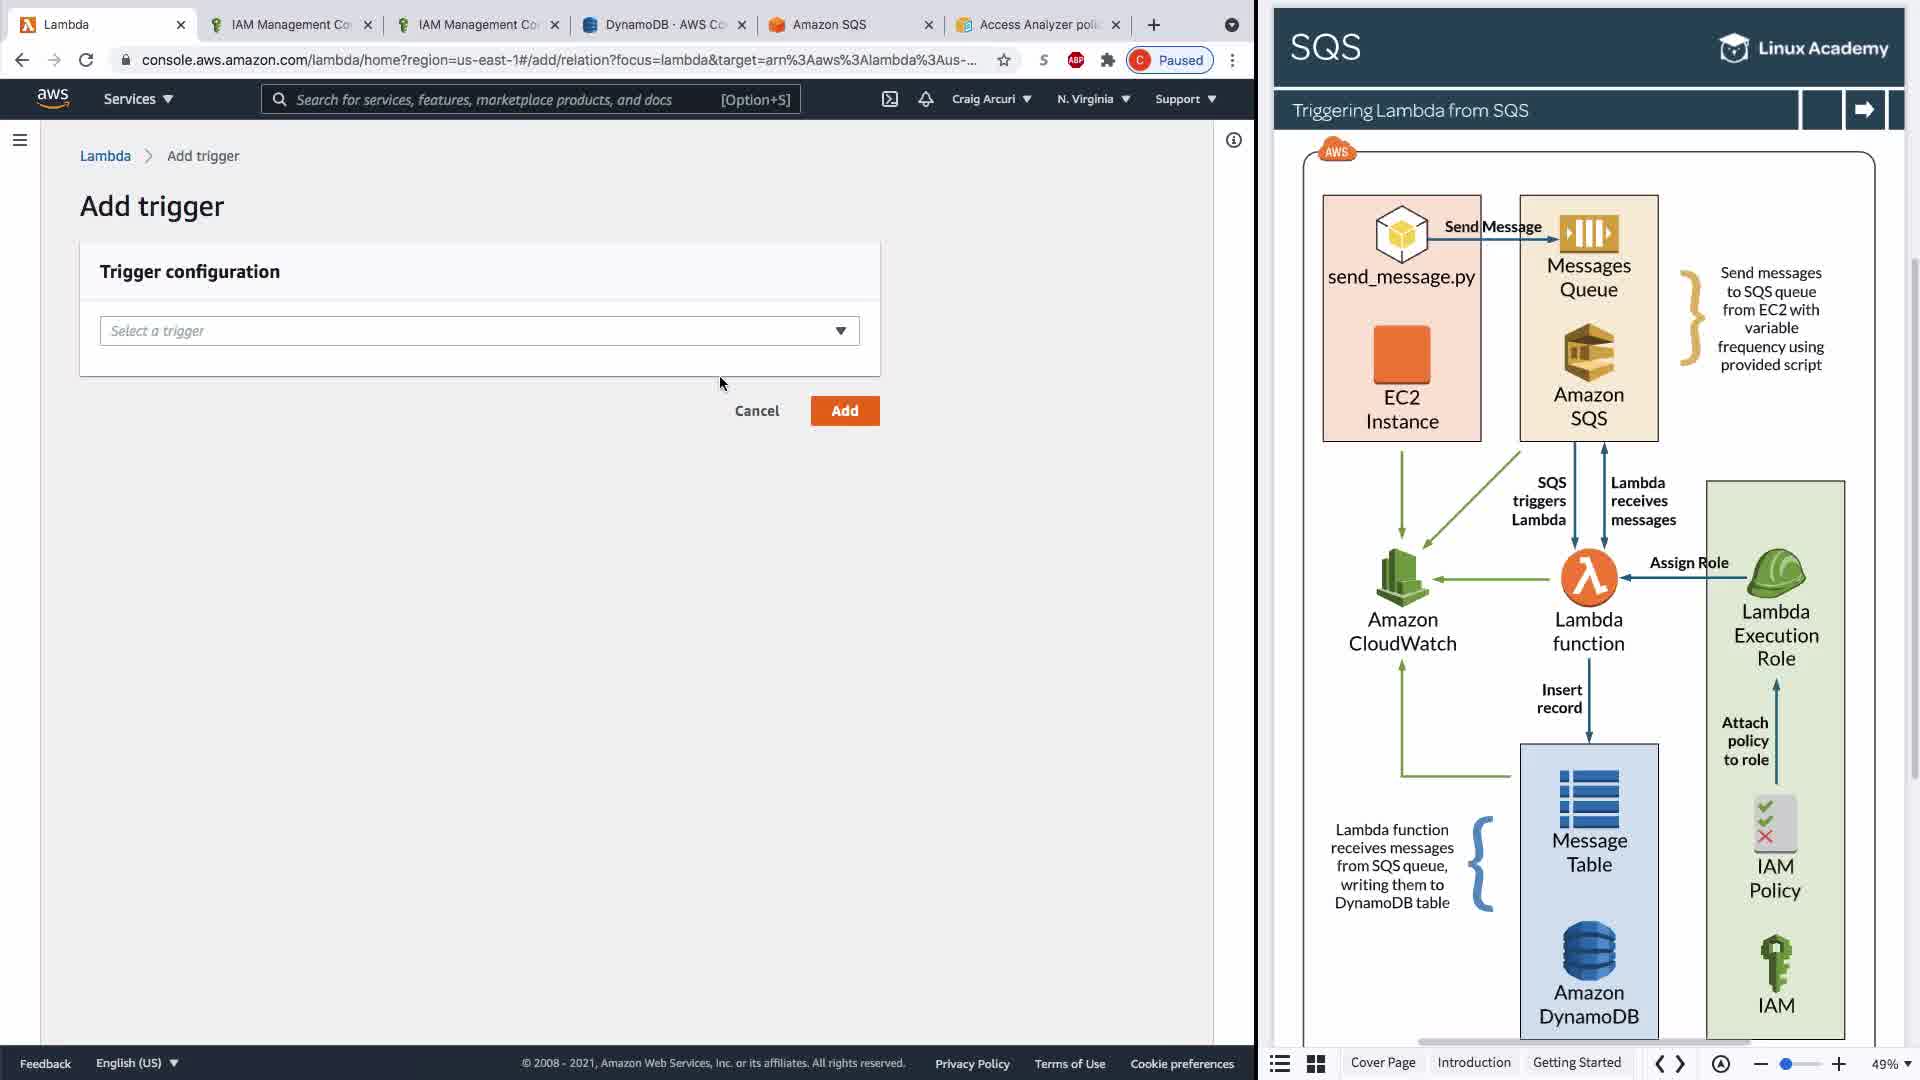 Lambda
IAM Management Co
IAM Management Co
DynamoDB · AWS Co
Amazon SQS
Access Analyzer poli
console.aws.amazon.com/lambda/home?region=us-east-1#/add/relation?focus=lambda&target=arn%3Aaws%3Alambda%3Aus-...
S
ABP
C
Paused
aws
Services
Search for services, features, marketplace products, and docs
[Option+S]
Craig Arcuri
N. Virginia
Support
Lambda
Add trigger
Add trigger
Trigger configuration
Select a trigger
Cancel
Add
Feedback
English (US)
© 2008 - 2021, Amazon Web Services, Inc. or its affiliates. All rights reserved.
Privacy Policy
Terms of Use
Cookie preferences
SQS
Linux Academy
Triggering Lambda from SQS
AWS
send_message.py
EC2
Instance
Send Message
Messages
Queue
Amazon
SQS
Send messages
to SQS queue
from EC2 with
variable
frequency using
provided script
SQS
triggers
Lambda
Lambda
receives
messages
Amazon
CloudWatch
Lambda
function
Assign Role
Lambda
Execution
Role
Insert
record
Attach
policy
to role
Lambda function
receives messages
from SQS queue,
writing them to
DynamoDB table
Message
Table
Amazon
DynamoDB
IAM
Policy
IAM
Cover Page
Introduction
Getting Started
49%